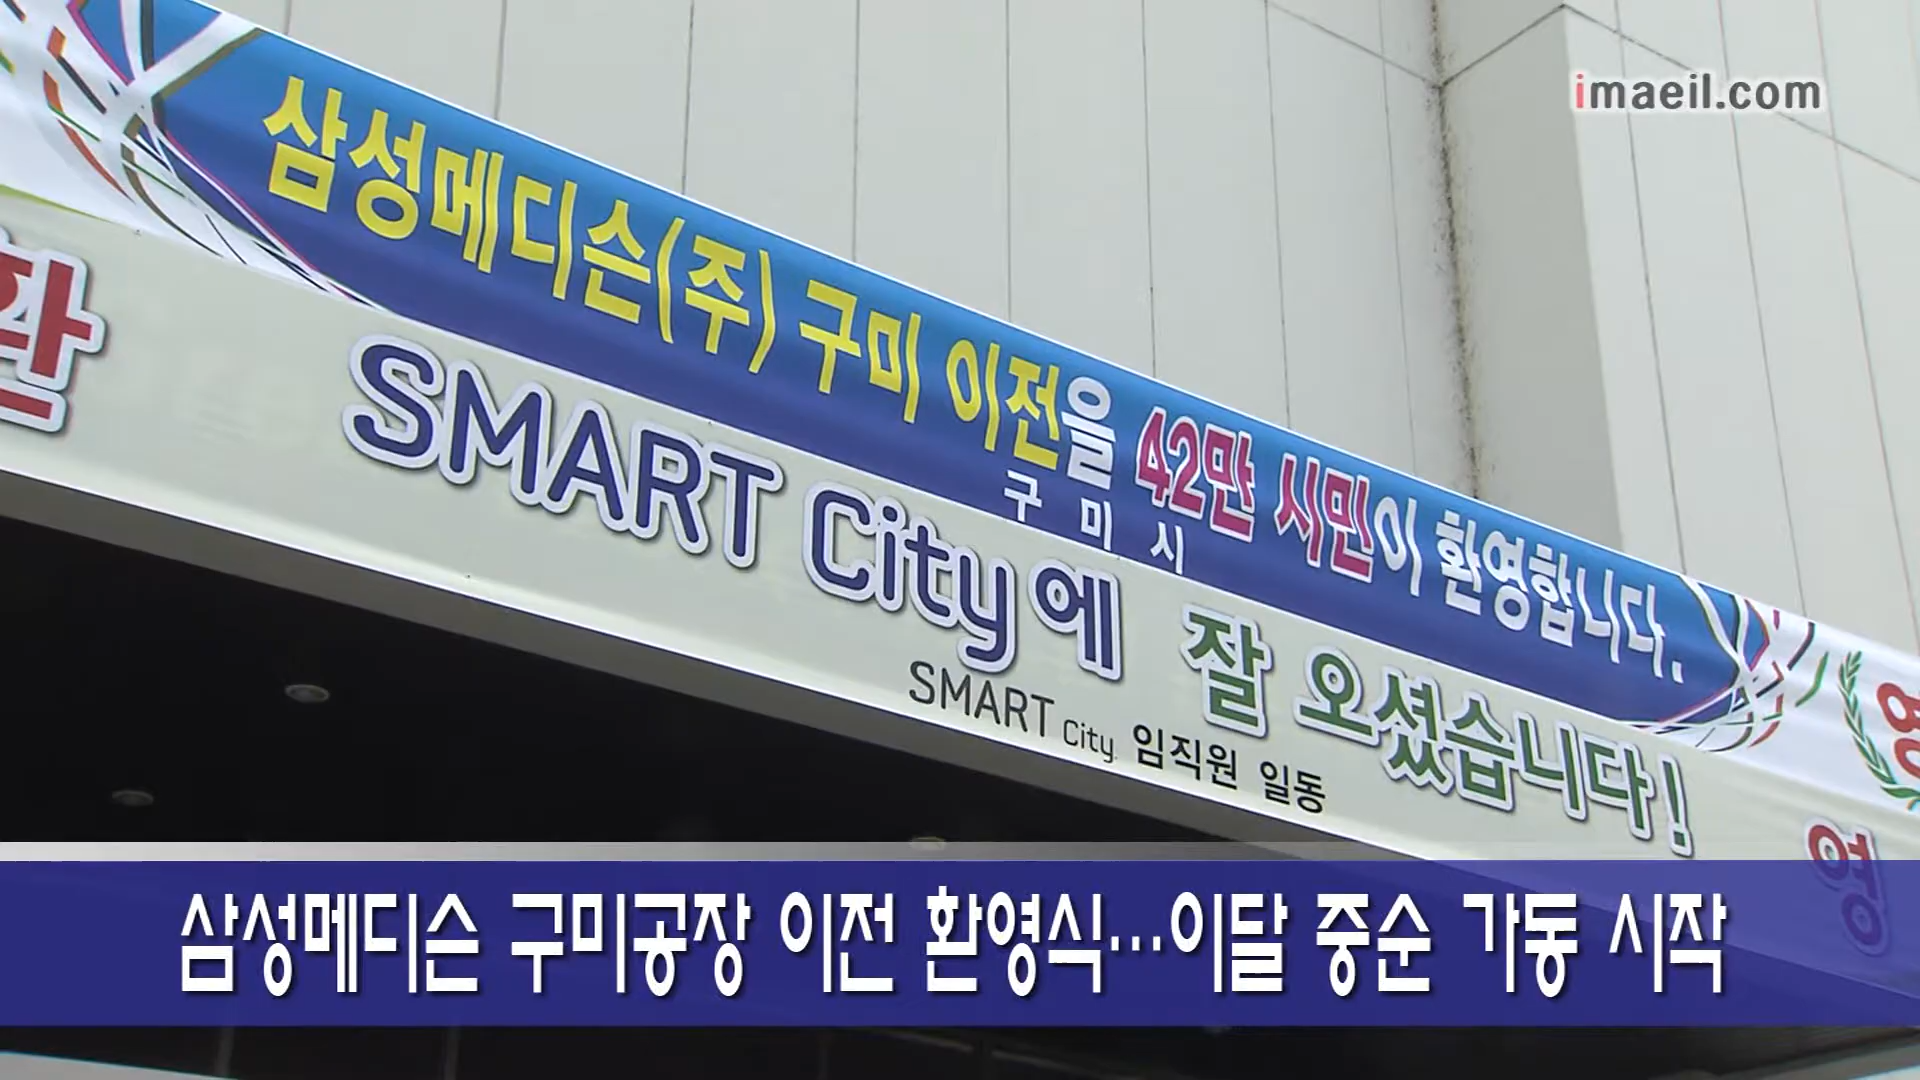 imaeil.com
삼성메디슨(주) 구미 이전을 42만 시민이 환영합니다.
구 미 시
환
SMART City에 잘 오셨습니다!
영
SMART City 임직원 일동
영
삼성메디슨 구미공장 이전 환영식…이달 중순 가동 시작